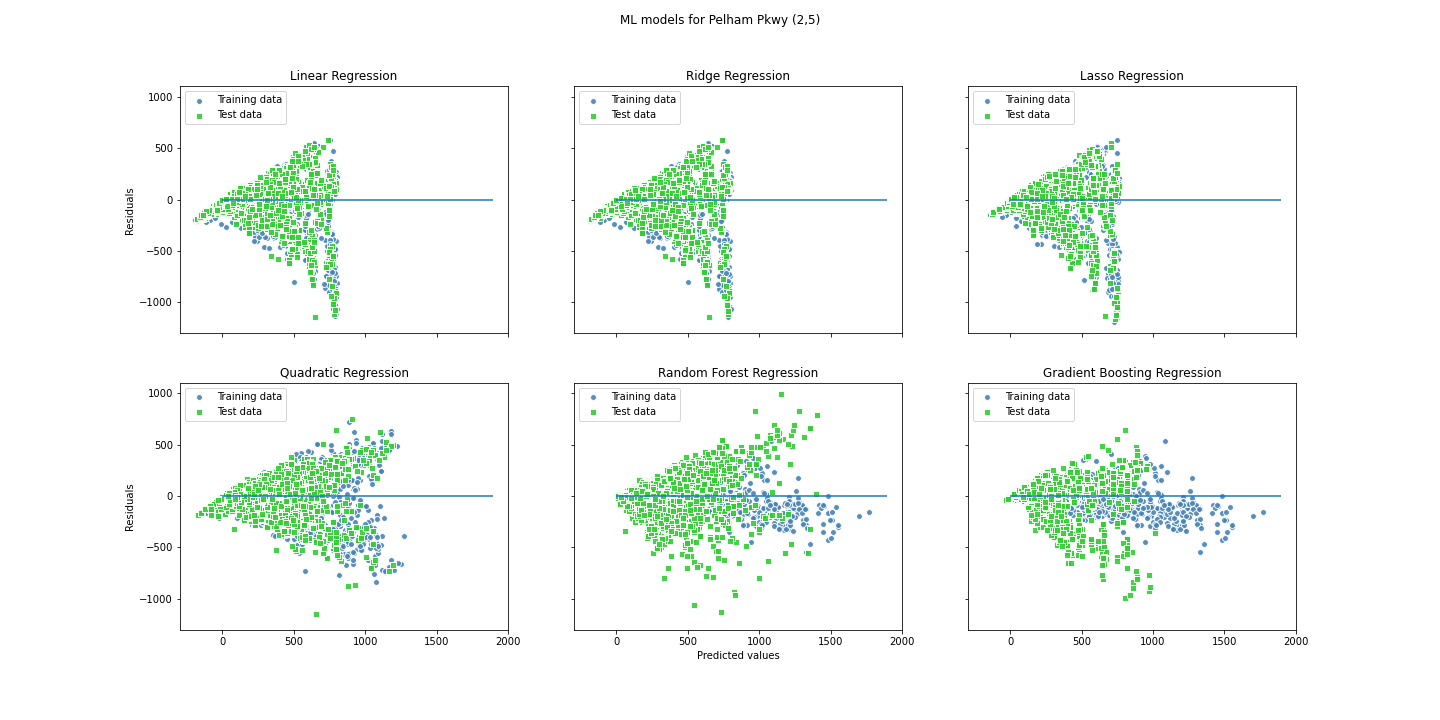 ML models for Pelham Pkwy (2,5)
Linear Regression
Training data
Test data
1000
500
0
−500
−1000
Residuals
Ridge Regression
Training data
Test data
Lasso Regression
Training data
Test data
Quadratic Regression
Training data
Test data
1000
500
0
−500
−1000
Residuals
0 500 1000 1500 2000
Random Forest Regression
Training data
Test data
0 500 1000 1500 2000
Predicted values
Gradient Boosting Regression
Training data
Test data
0 500 1000 1500 2000